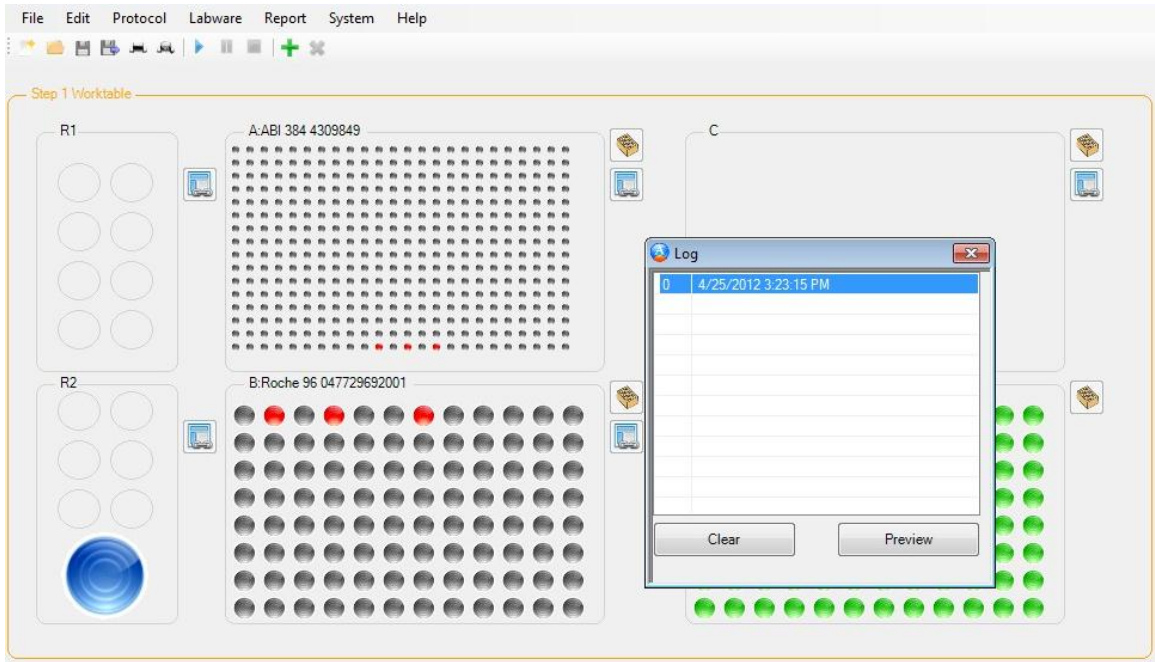 File Edit Protocol Labware Report System Help
Step 1 Worktable
R1
A:ABI 384 4309849
C
Log
0 4/25/2012 3:23:15 PM
R2
B:Roche 96 047729692001
Clear Preview